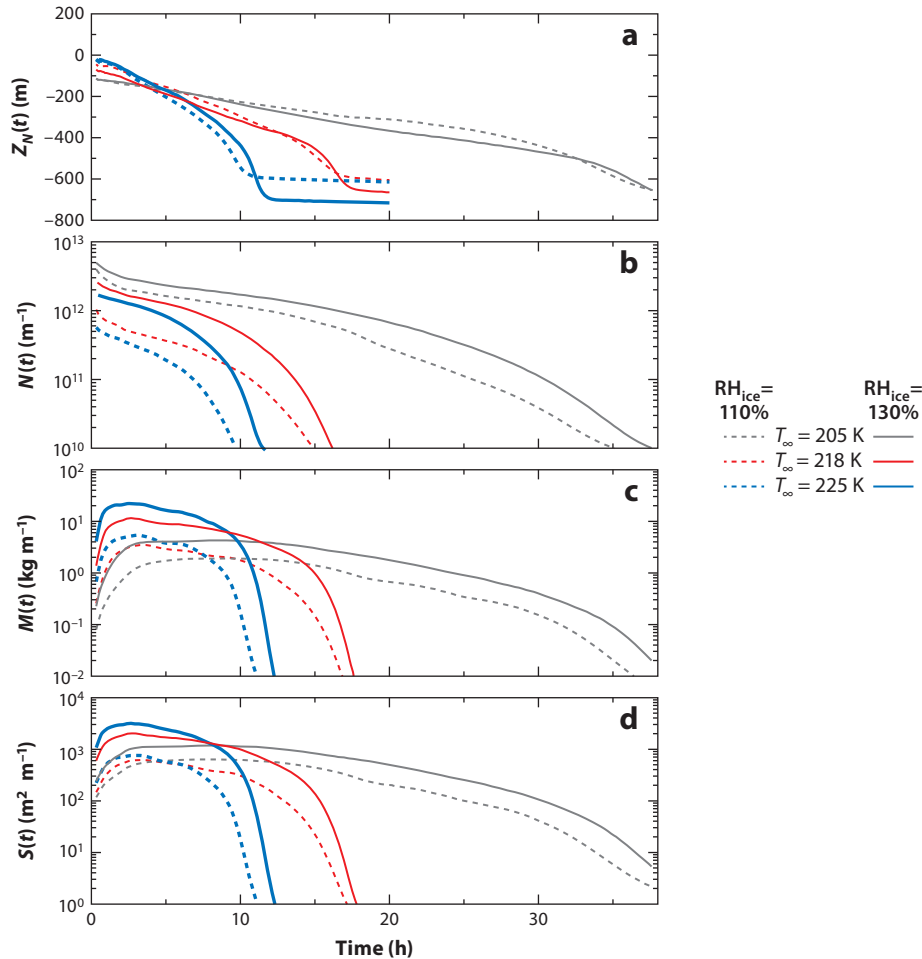 a
200
0
−200
−400
−600
−800
Z_N(t) (m)
b
10^13
10^12
10^11
10^10
N(t) (m^−1)
c
10^2
10^1
10^0
10^−1
10^−2
M(t) (kg m^−1)
d
10^4
10^3
10^2
10^1
10^0
S(t) (m^2 m^−1)
0 10 20 30
Time (h)
RH_ice= RH_ice=
110% 130%
T_∞ = 205 K
T_∞ = 218 K
T_∞ = 225 K